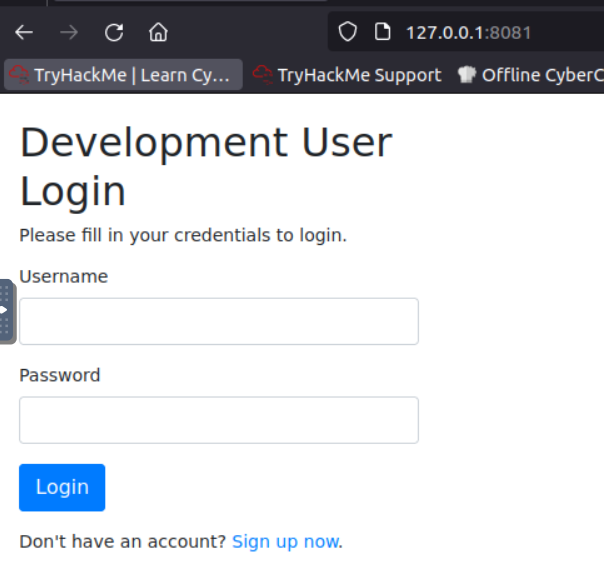 127.0.0.1:8081
TryHackMe | Learn Cy... TryHackMe Support Offline CyberC
Development User
Login
Please fill in your credentials to login.
Username
Password
Login
Don't have an account? Sign up now.